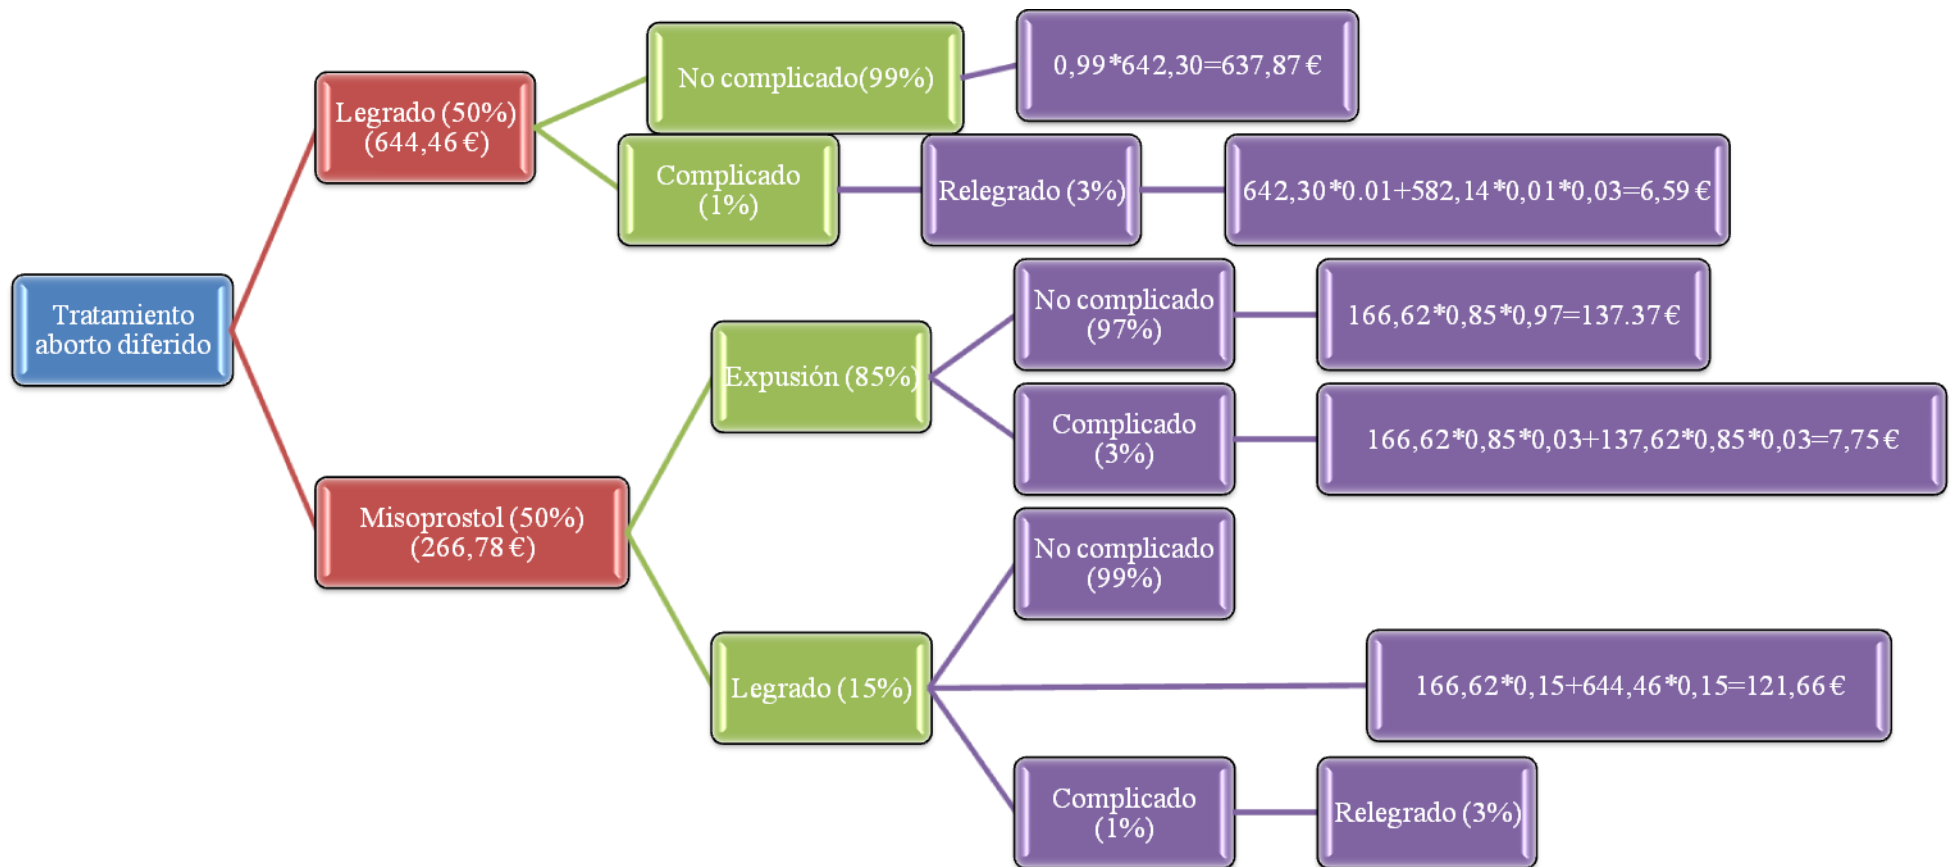 Tratamiento
aborto diferido
Legrado (50%)
(644,46 €)
No complicado(99%)
0,99*642,30=637,87 €
Complicado
(1%)
Relegrado (3%)
642,30*0.01+582,14*0,01*0,03=6,59 €
Misoprostol (50%)
(266,78 €)
Expusión (85%)
No complicado
(97%)
166,62*0,85*0,97=137.37 €
Complicado
(3%)
166,62*0,85*0,03+137,62*0,85*0,03=7,75 €
Legrado (15%)
No complicado
(99%)
166,62*0,15+644,46*0,15=121,66 €
Complicado
(1%)
Relegrado (3%)